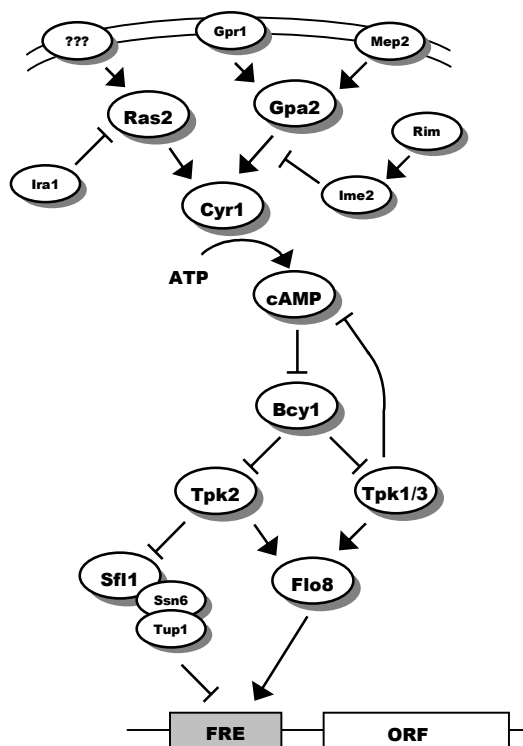 ???
Gpr1
Mep2
Ras2
Gpa2
Rim
Ira1
Ime2
Cyr1
ATP
cAMP
Bcy1
Tpk2
Tpk1/3
Sfl1
Flo8
Ssn6
Tup1
FRE
ORF